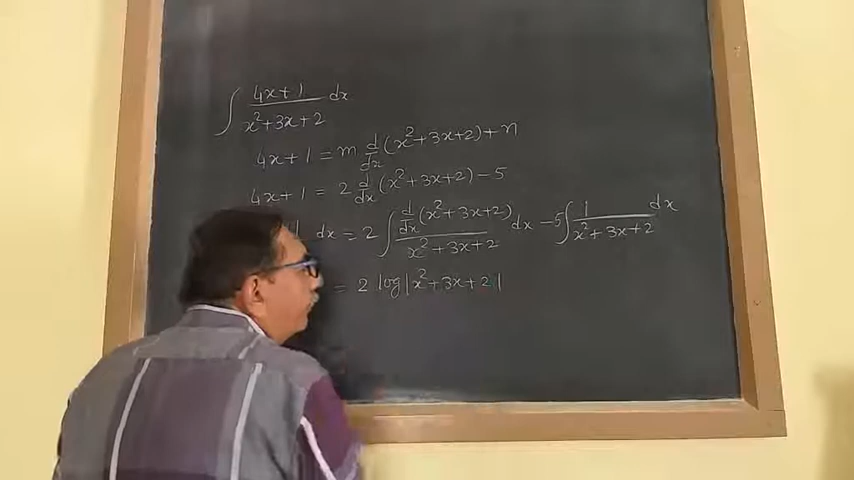 ∫ (4x+1)/(x²+3x+2) dx
4x+1 = m d/dx (x²+3x+2) + n
4x+1 = 2 d/dx (x²+3x+2) - 5
dx = 2 ∫ (d/dx (x²+3x+2))/(x²+3x+2) dx - 5 ∫ 1/(x²+3x+2) dx
= 2 log|x²+3x+2|